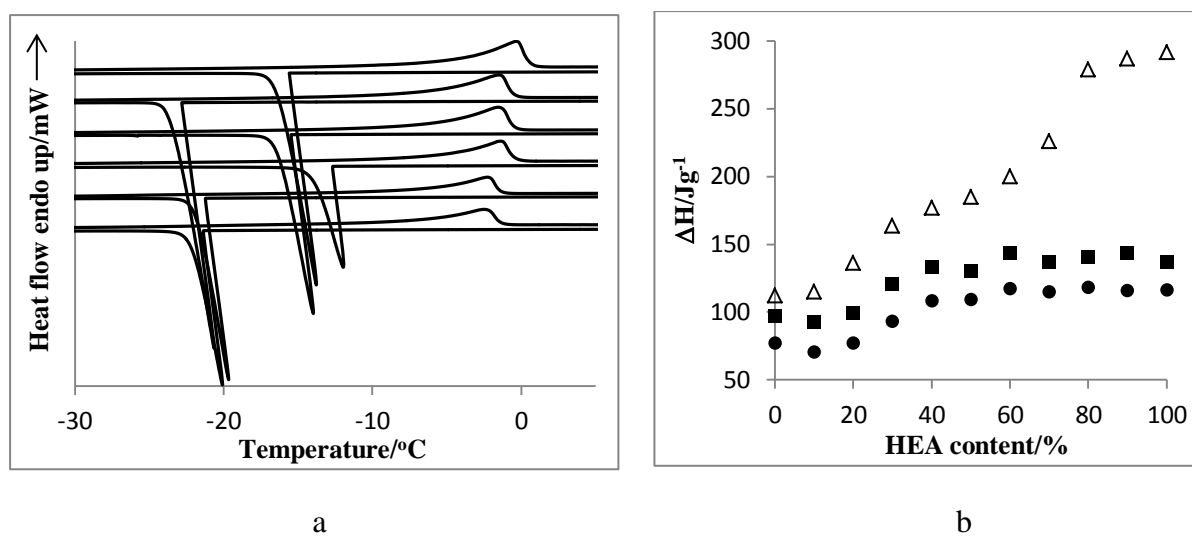 Heat flow endo up/mW
-30
-20
-10
0
Temperature/°C
a
ΔH/Jg⁻¹
300
250
200
150
100
50
0
20
40
60
80
100
HEA content/%
b